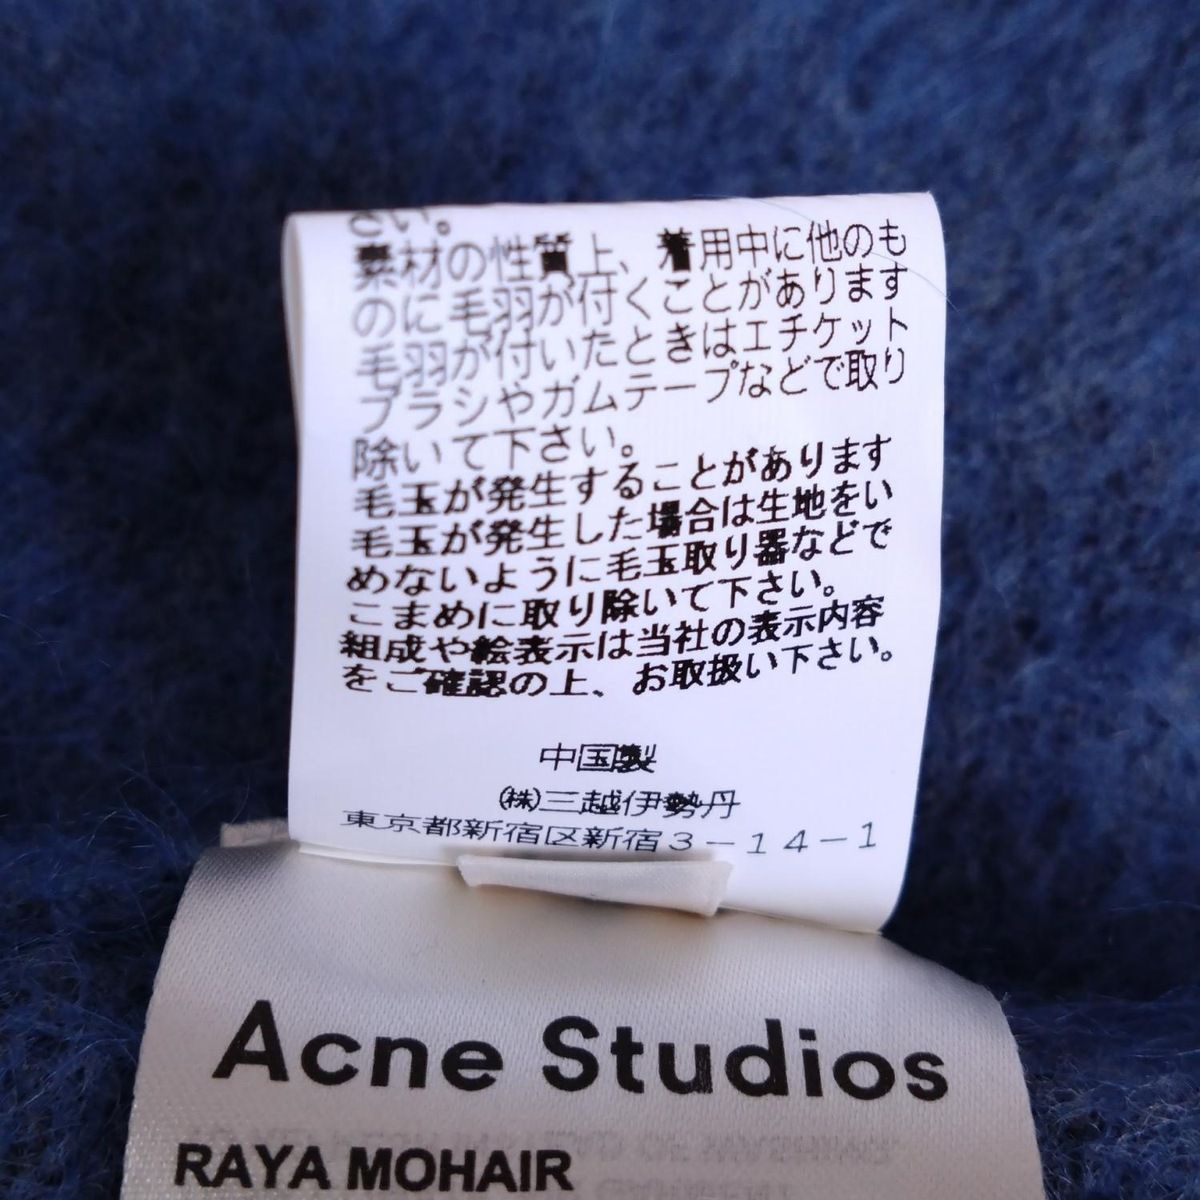 さい。
素材の性質上、着用中に他のも
のに毛羽が付くことがあります
毛羽が付いたときはエチケット
ブラシやガムテープなどで取り
除いて下さい。
毛玉が発生することがあります
毛玉が発生した場合は生地をい
めないように毛玉取り器などで
こまめに取り除いて下さい。
組成や絵表示は当社の表示内容
をご確認の上、お取扱い下さい。
中国製
(株)三越伊勢丹
東京都新宿区新宿3-14-1
Acne Studios
RAYA MOHAIR